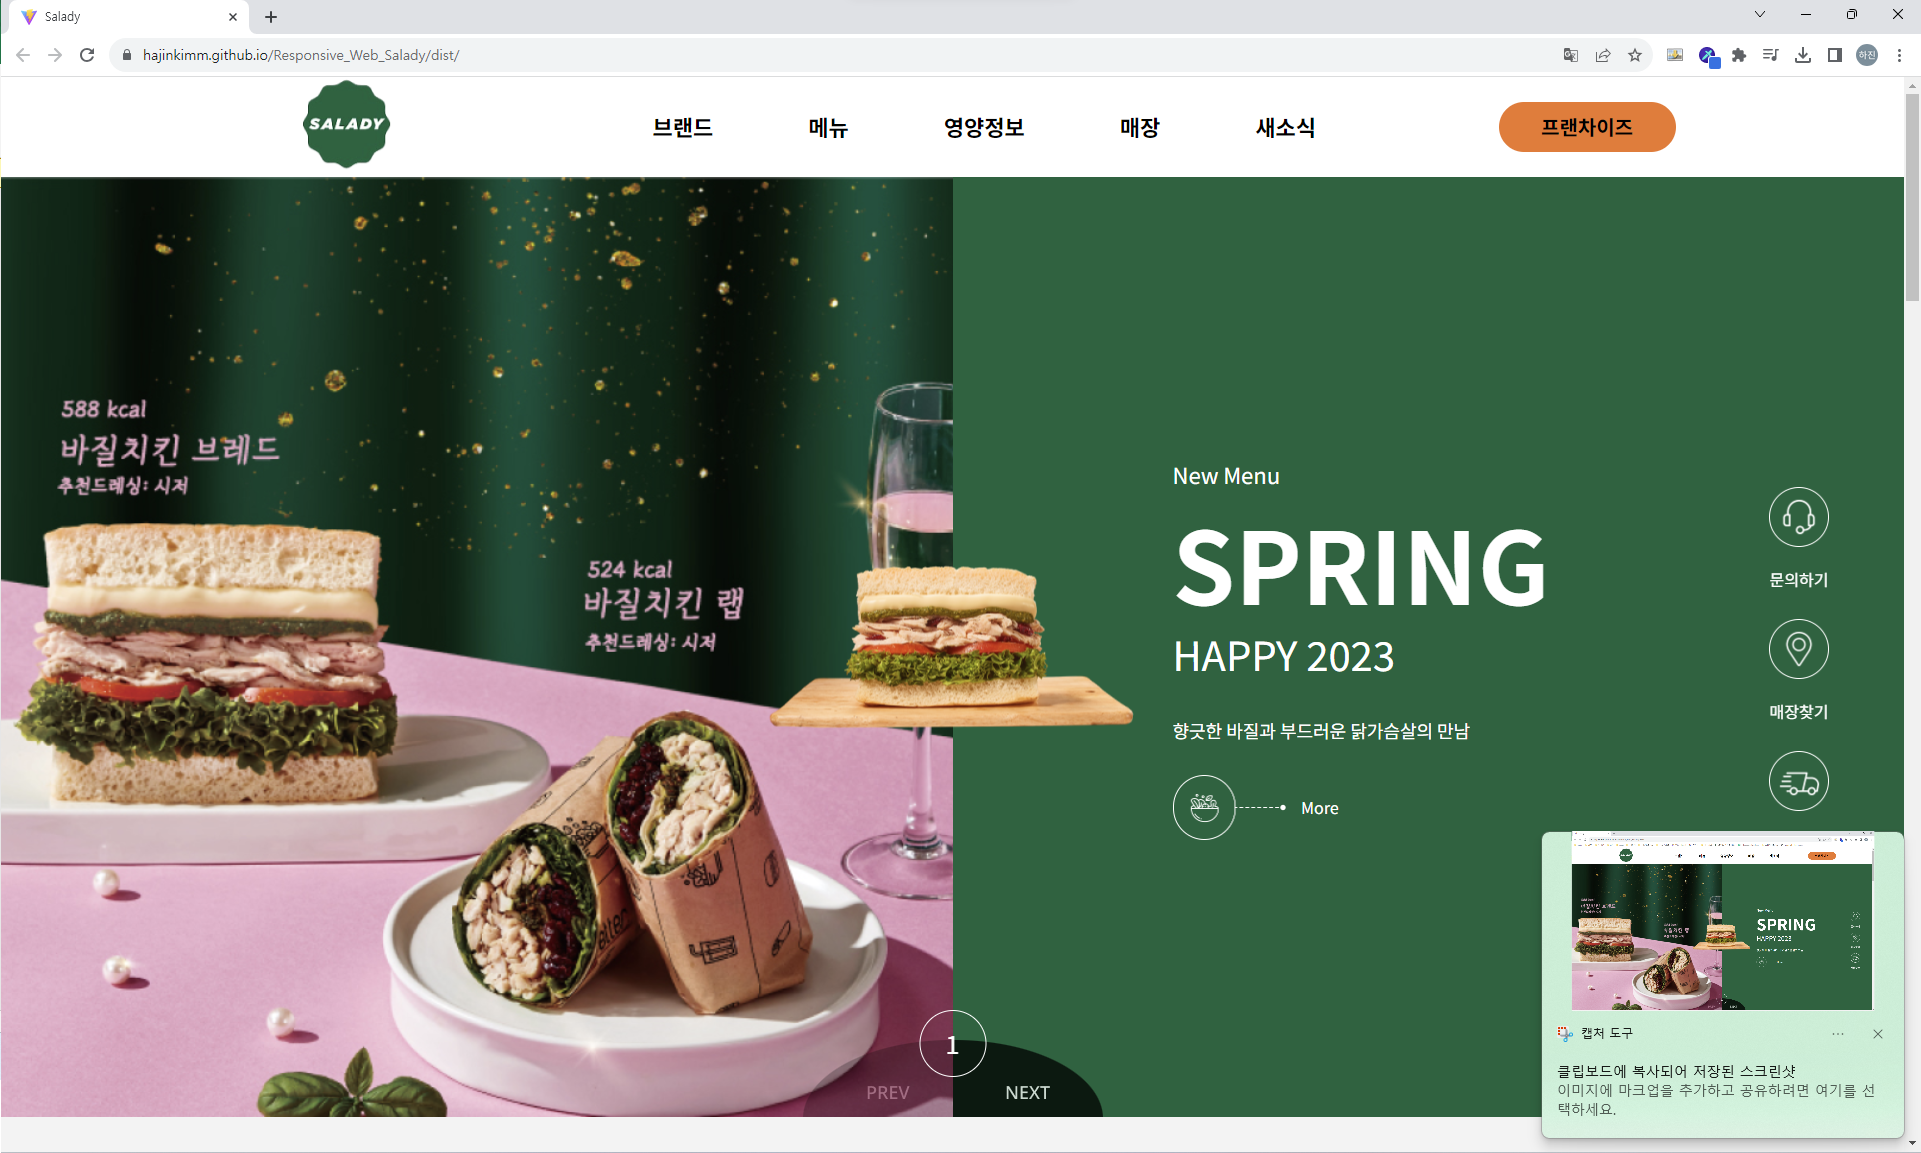 Salady
hajinkimm.github.io/Responsive_Web_Salady/dist/
하진
SALADY
브랜드
메뉴
영양정보
매장
새소식
프랜차이즈
588 kcal
바질치킨 브레드
추천드레싱: 시저
524 kcal
바질치킨 랩
추천드레싱: 시저
New Menu
SPRING
HAPPY 2023
향긋한 바질과 부드러운 닭가슴살의 만남
More
문의하기
매장찾기
1
PREV
NEXT
SPRING
HAPPY 2023
캡처 도구
클립보드에 복사되어 저장된 스크린샷
이미지에 마크업을 추가하고 공유하려면 여기를 선
택하세요.